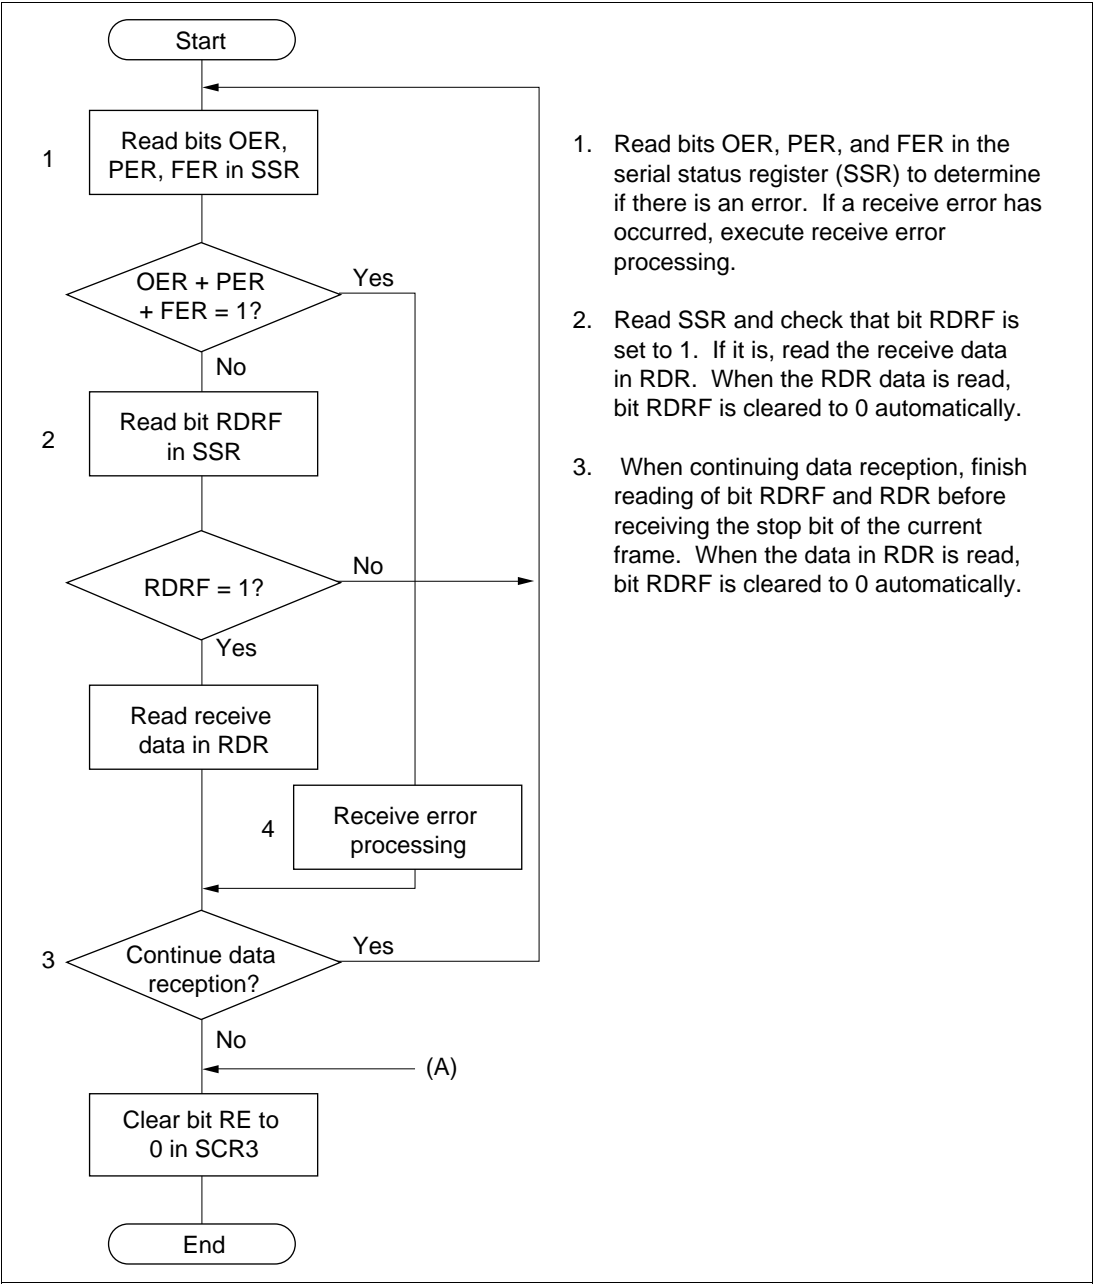 Start
1
Read bits OER,
PER, FER in SSR
OER + PER
+ FER = 1?
Yes
No
2
Read bit RDRF
in SSR
RDRF = 1?
No
Yes
Read receive
data in RDR
4
Receive error
processing
3
Continue data
reception?
Yes
No
(A)
Clear bit RE to
0 in SCR3
End
1. Read bits OER, PER, and FER in the
serial status register (SSR) to determine
if there is an error. If a receive error has
occurred, execute receive error
processing.
2. Read SSR and check that bit RDRF is
set to 1. If it is, read the receive data
in RDR. When the RDR data is read,
bit RDRF is cleared to 0 automatically.
3. When continuing data reception, finish
reading of bit RDRF and RDR before
receiving the stop bit of the current
frame. When the data in RDR is read,
bit RDRF is cleared to 0 automatically.